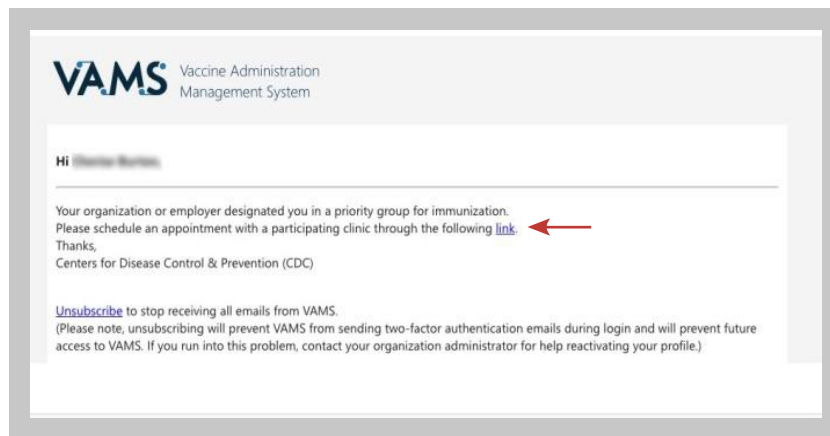 VAMS Vaccine Administration
Management System
Hi
Your organization or employer designated you in a priority group for immunization.
Please schedule an appointment with a participating clinic through the following link.
Thanks,
Centers for Disease Control & Prevention (CDC)
Unsubscribe to stop receiving all emails from VAMS.
(Please note, unsubscribing will prevent VAMS from sending two-factor authentication emails during login and will prevent future
access to VAMS. If you run into this problem, contact your organization administrator for help reactivating your profile.)